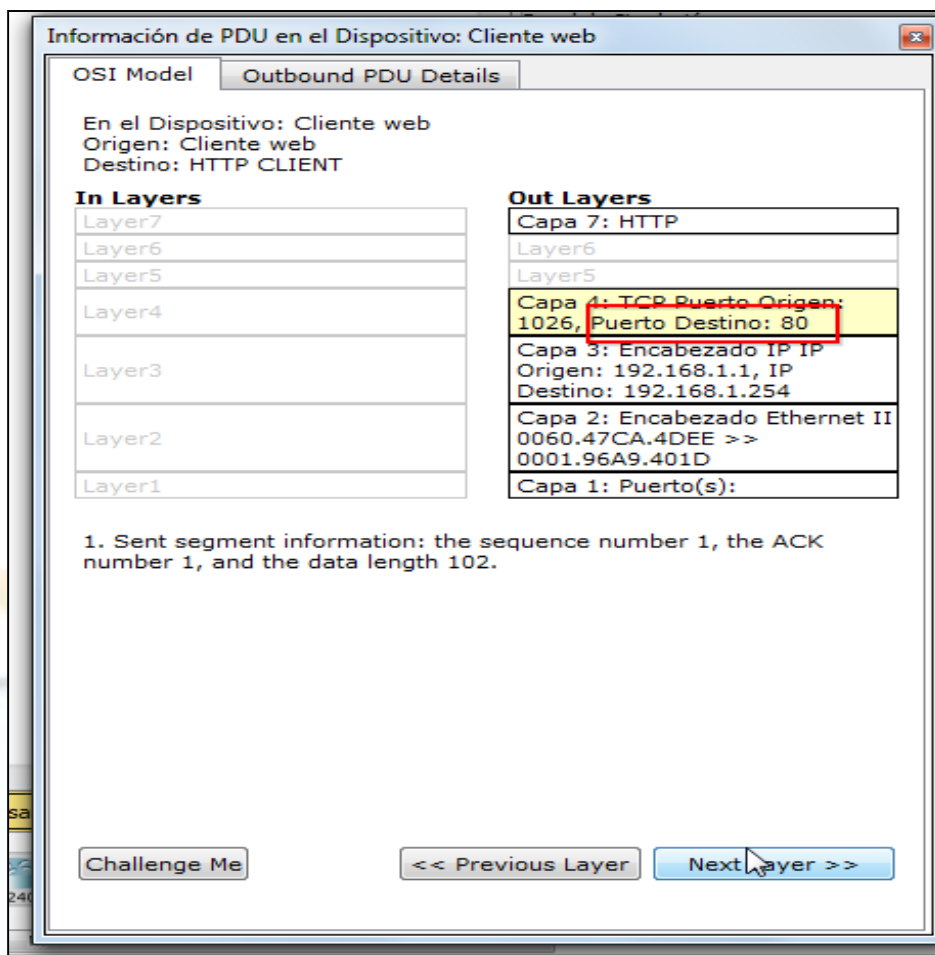 Información de PDU en el Dispositivo: Cliente web
OSI Model
Outbound PDU Details
En el Dispositivo: Cliente web
Origen: Cliente web
Destino: HTTP CLIENT
In Layers
Layer7
Layer6
Layer5
Layer4
Layer3
Layer2
Layer1
Out Layers
Capa 7: HTTP
Layer6
Layer5
Capa 4: TCP Puerto Origen:
1026, Puerto Destino: 80
Capa 3: Encabezado IP IP
Origen: 192.168.1.1, IP
Destino: 192.168.1.254
Capa 2: Encabezado Ethernet II
0060.47CA.4DEE >>
0001.96A9.401D
Capa 1: Puerto(s):
1. Sent segment information: the sequence number 1, the ACK
number 1, and the data length 102.
sa
240
Challenge Me
<< Previous Layer
Next Layer >>